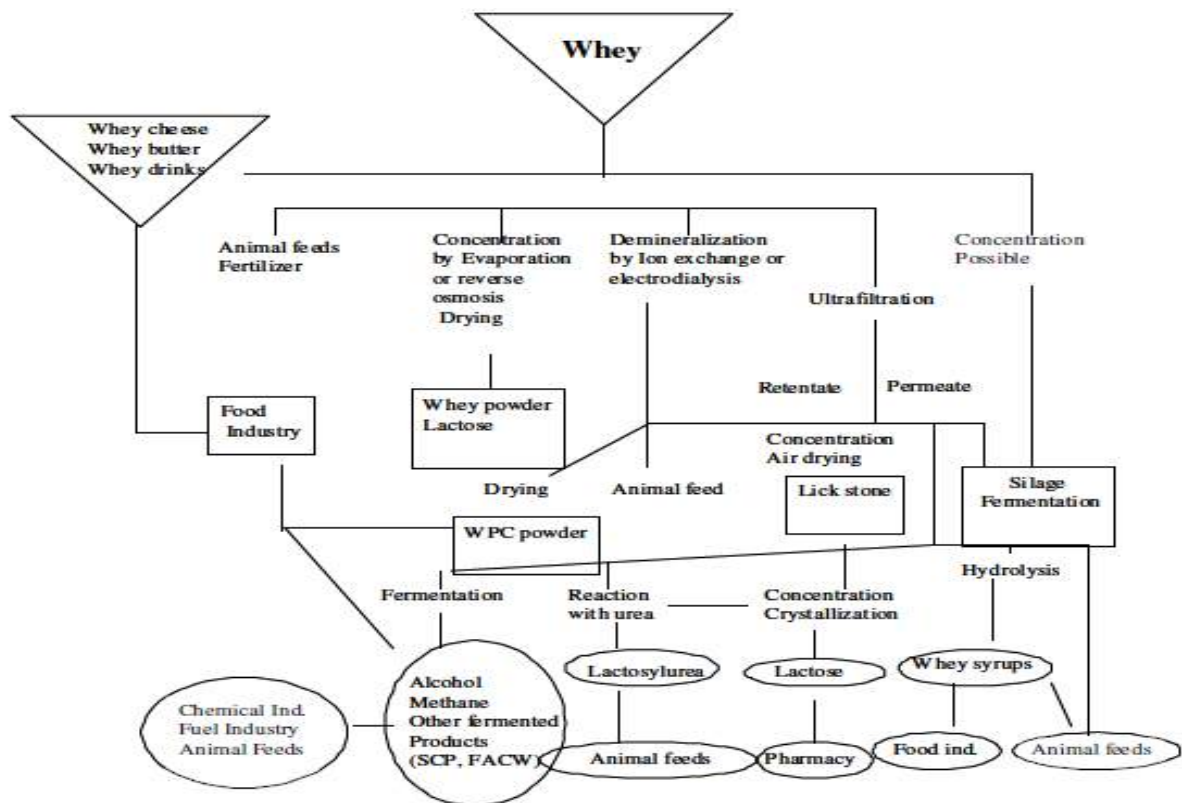 Whey
Whey cheese
Whey butter
Whey drinks
Animal feeds
Fertilizer
Concentration
by Evaporation
or reverse
osmosis
Drying
Demineralization
by Ion exchange or
electrodialysis
Ultrafiltration
Concentration
Possible
Retentate
Permeate
Food
Industry
Whey powder
Lactose
Concentration
Air drying
Drying
Animal feed
Lick stone
Silage
Fermentation
WPC powder
Fermentation
Reaction
with urea
Concentration
Crystallization
Hydrolysis
Lactosylurea
Lactose
Whey syrups
Chemical Ind.
Fuel Industry
Animal Feeds
Alcohol
Methane
Other fermented
Products
(SCP, FACW)
Animal feeds
Pharmacy
Food ind.
Animal feeds